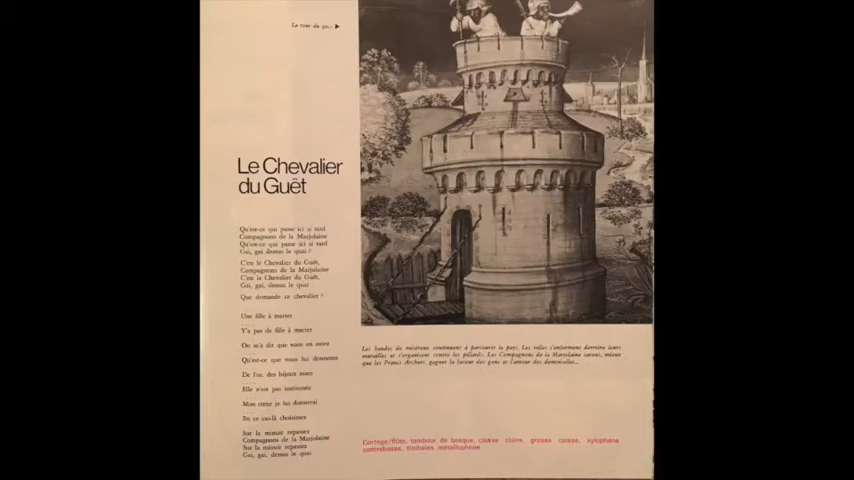 La tour du guet ▶
Le Chevalier
du Guêt
Qu'est-ce qui passe ici si tard
Compagnons de la Marjolaine
Qu'est-ce qui passe ici si tard
Gai, gai dessus le quai ?
C'est le Chevalier du Guêt,
Compagnons de la Marjolaine
C'est le Chevalier du Guêt,
Gai, gai, dessus le quai
Que demande ce chevalier ?
Une fille à marier
Y'a pas de fille à marier
On m'a dit que vous en aviez
Qu'est-ce que vous lui donnerez
De l'or, des bijoux assez
Elle n'est pas intéressée
Mon cœur je lui donnerai
En ce cas-là choisissez
Sur la minuit repassez
Compagnons de la Marjolaine
Sur la minuit repassez
Gai, gai, dessus le quai
Les bandes de miséreux continuent à parcourir le pays. Les villes s'enferment derrière leurs
murailles et s'organisent contre les pillards. Les Compagnons de la Marjolaine savent, mieux
que les Francs Archers, gagner la faveur des gens et l'amour des demoiselles...
Cortège/flûte, tambour de basque, caisse claire, grosse caisse, xylophone
contrebasse, timbales métallophone